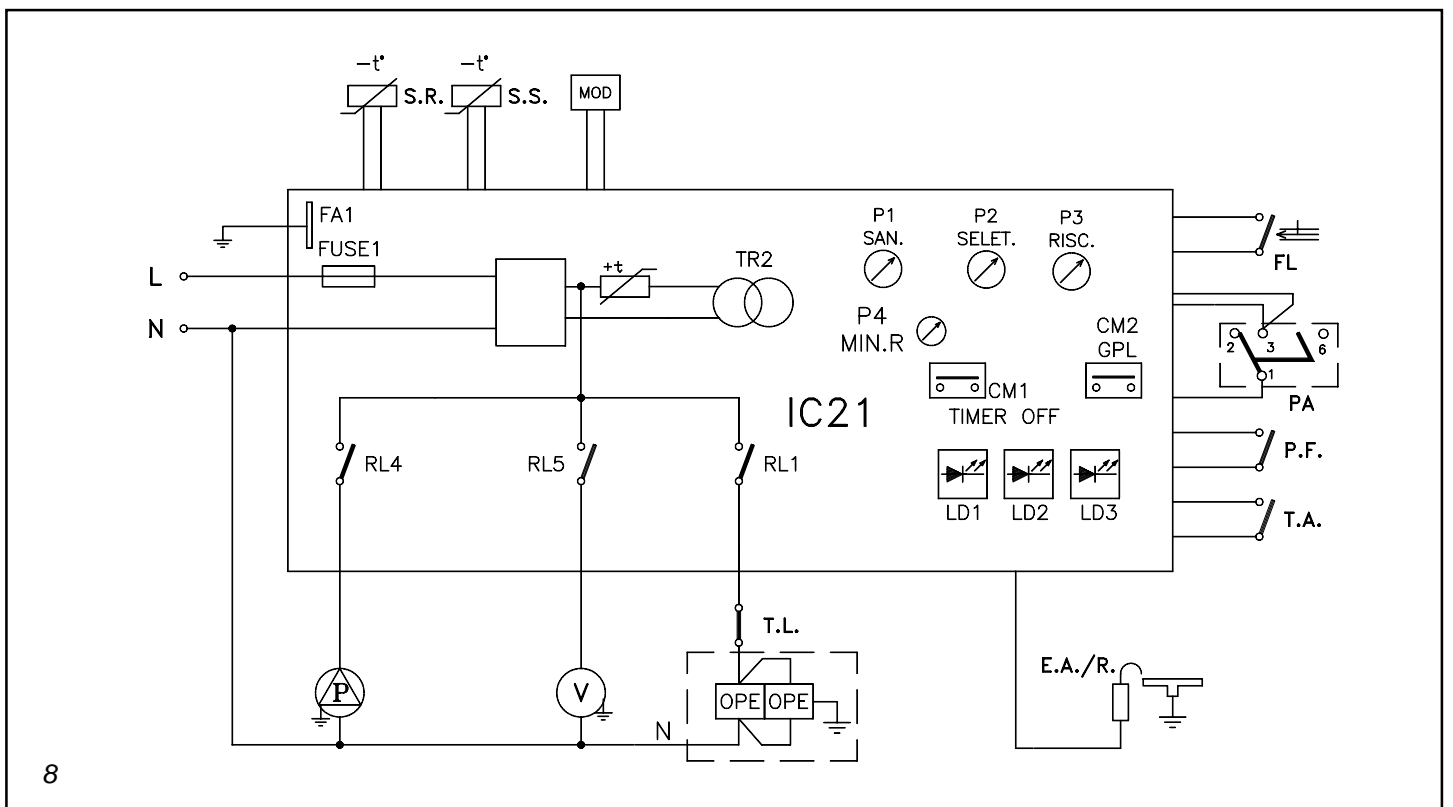 -t° -t°
S.R. S.S. MOD
FA1
FUSE1
L
N
+t
TR2
P1 P2 P3
SAN. SELET. RISC.
P4
MIN.R
CM2
GPL
CM1
TIMER OFF
IC21
FL
2 3 6
1
PA
P.F.
T.A.
RL4 RL5 RL1
LD1 LD2 LD3
T.L.
E.A./R.
P V OPE OPE
N
8